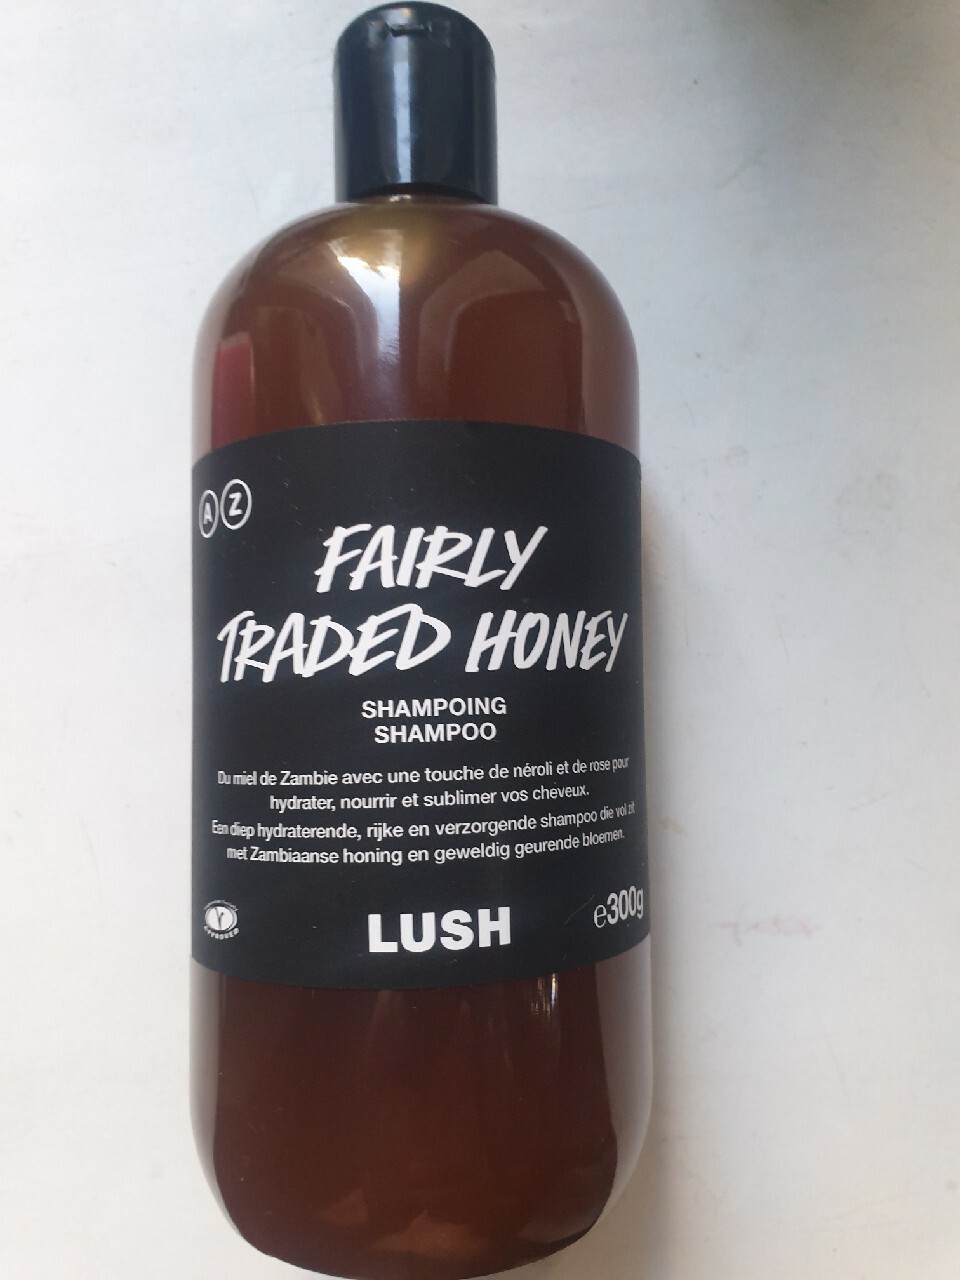 A Z
FAIRLY
TRADED HONEY
SHAMPOING
SHAMPOO
Du miel de Zambie avec une touche de néroli et de rose pour
hydrater, nourrir et sublimer vos cheveux.
Een diep hydraterende, rijke en verzorgende shampoo die vol zit
met Zambiaanse honing en geweldig geurende bloemen.
LUSH
e300g
APPROVED